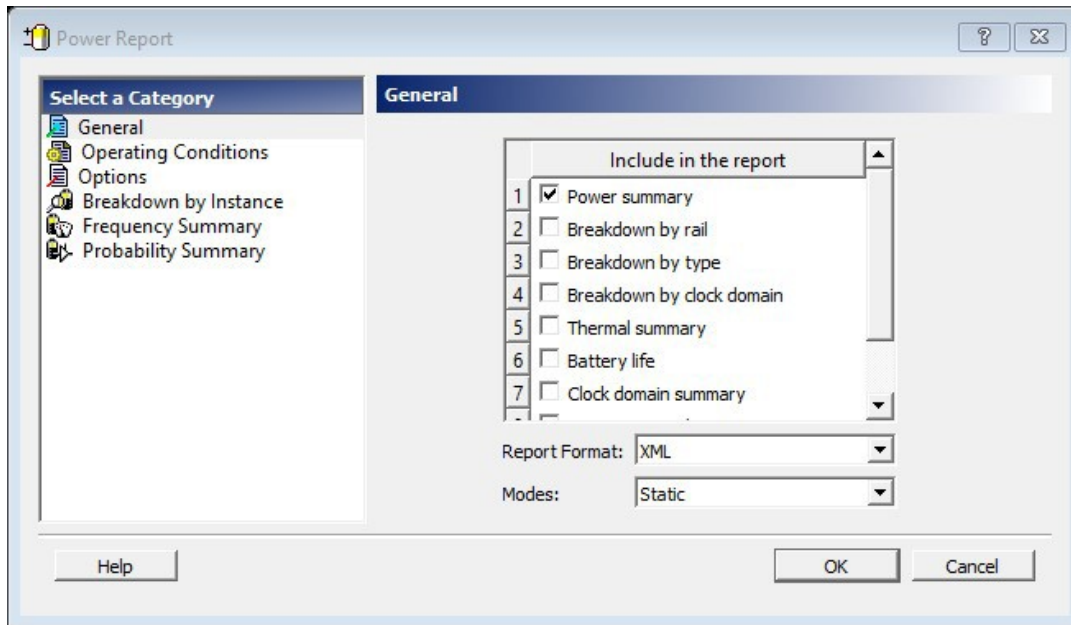 Power Report
Select a Category
General
Operating Conditions
Options
Breakdown by Instance
Frequency Summary
Probability Summary
General
Include in the report
1 Power summary
2 Breakdown by rail
3 Breakdown by type
4 Breakdown by clock domain
5 Thermal summary
6 Battery life
7 Clock domain summary
Report Format: XML
Modes: Static
Help
OK
Cancel